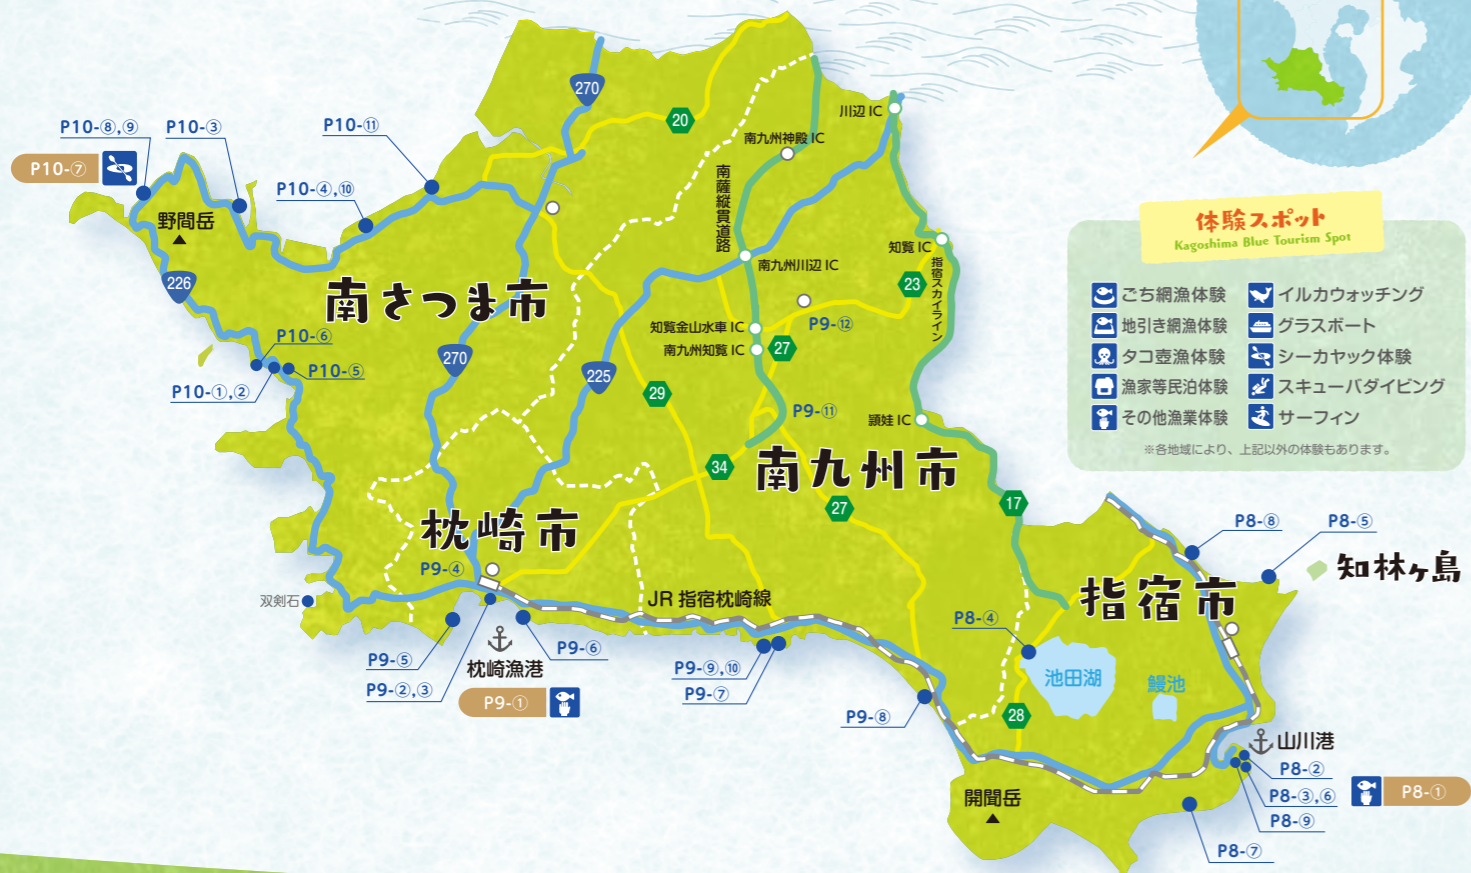 270
20
川辺 IC
南九州神殿 IC
P10-⑧,⑨
P10-③
P10-⑪
P10-⑦
P10-④,⑩
南薩縦貫道路
野間岳
226
南さつま市
南九州川辺 IC
知覧 IC
指宿スカイライン
23
体験スポット
Kagoshima Blue Tourism Spot
ごち網漁体験
地引き網漁体験
タコ壺漁体験
漁家等民泊体験
その他漁業体験
イルカウォッチング
グラスボート
シーカヤック体験
スキューバダイビング
サーフィン
※各地域により、上記以外の体験もあります。
P10-⑥
P10-⑤
P10-①,②
270
225
知覧金山水車 IC
南九州知覧 IC
27
P9-⑫
29
P9-⑪
頴娃 IC
34
南九州市
27
17
枕崎市
P9-④
双剣石
JR 指宿枕崎線
P9-⑤
P9-②,③
枕崎漁港
P9-①
P9-⑥
P9-⑨,⑩
P9-⑦
P9-⑧
P8-⑧
P8-⑤
知林ヶ島
指宿市
P8-④
池田湖
鰻池
28
開聞岳
山川港
P8-②
P8-③,⑥
P8-①
P8-⑨
P8-⑦